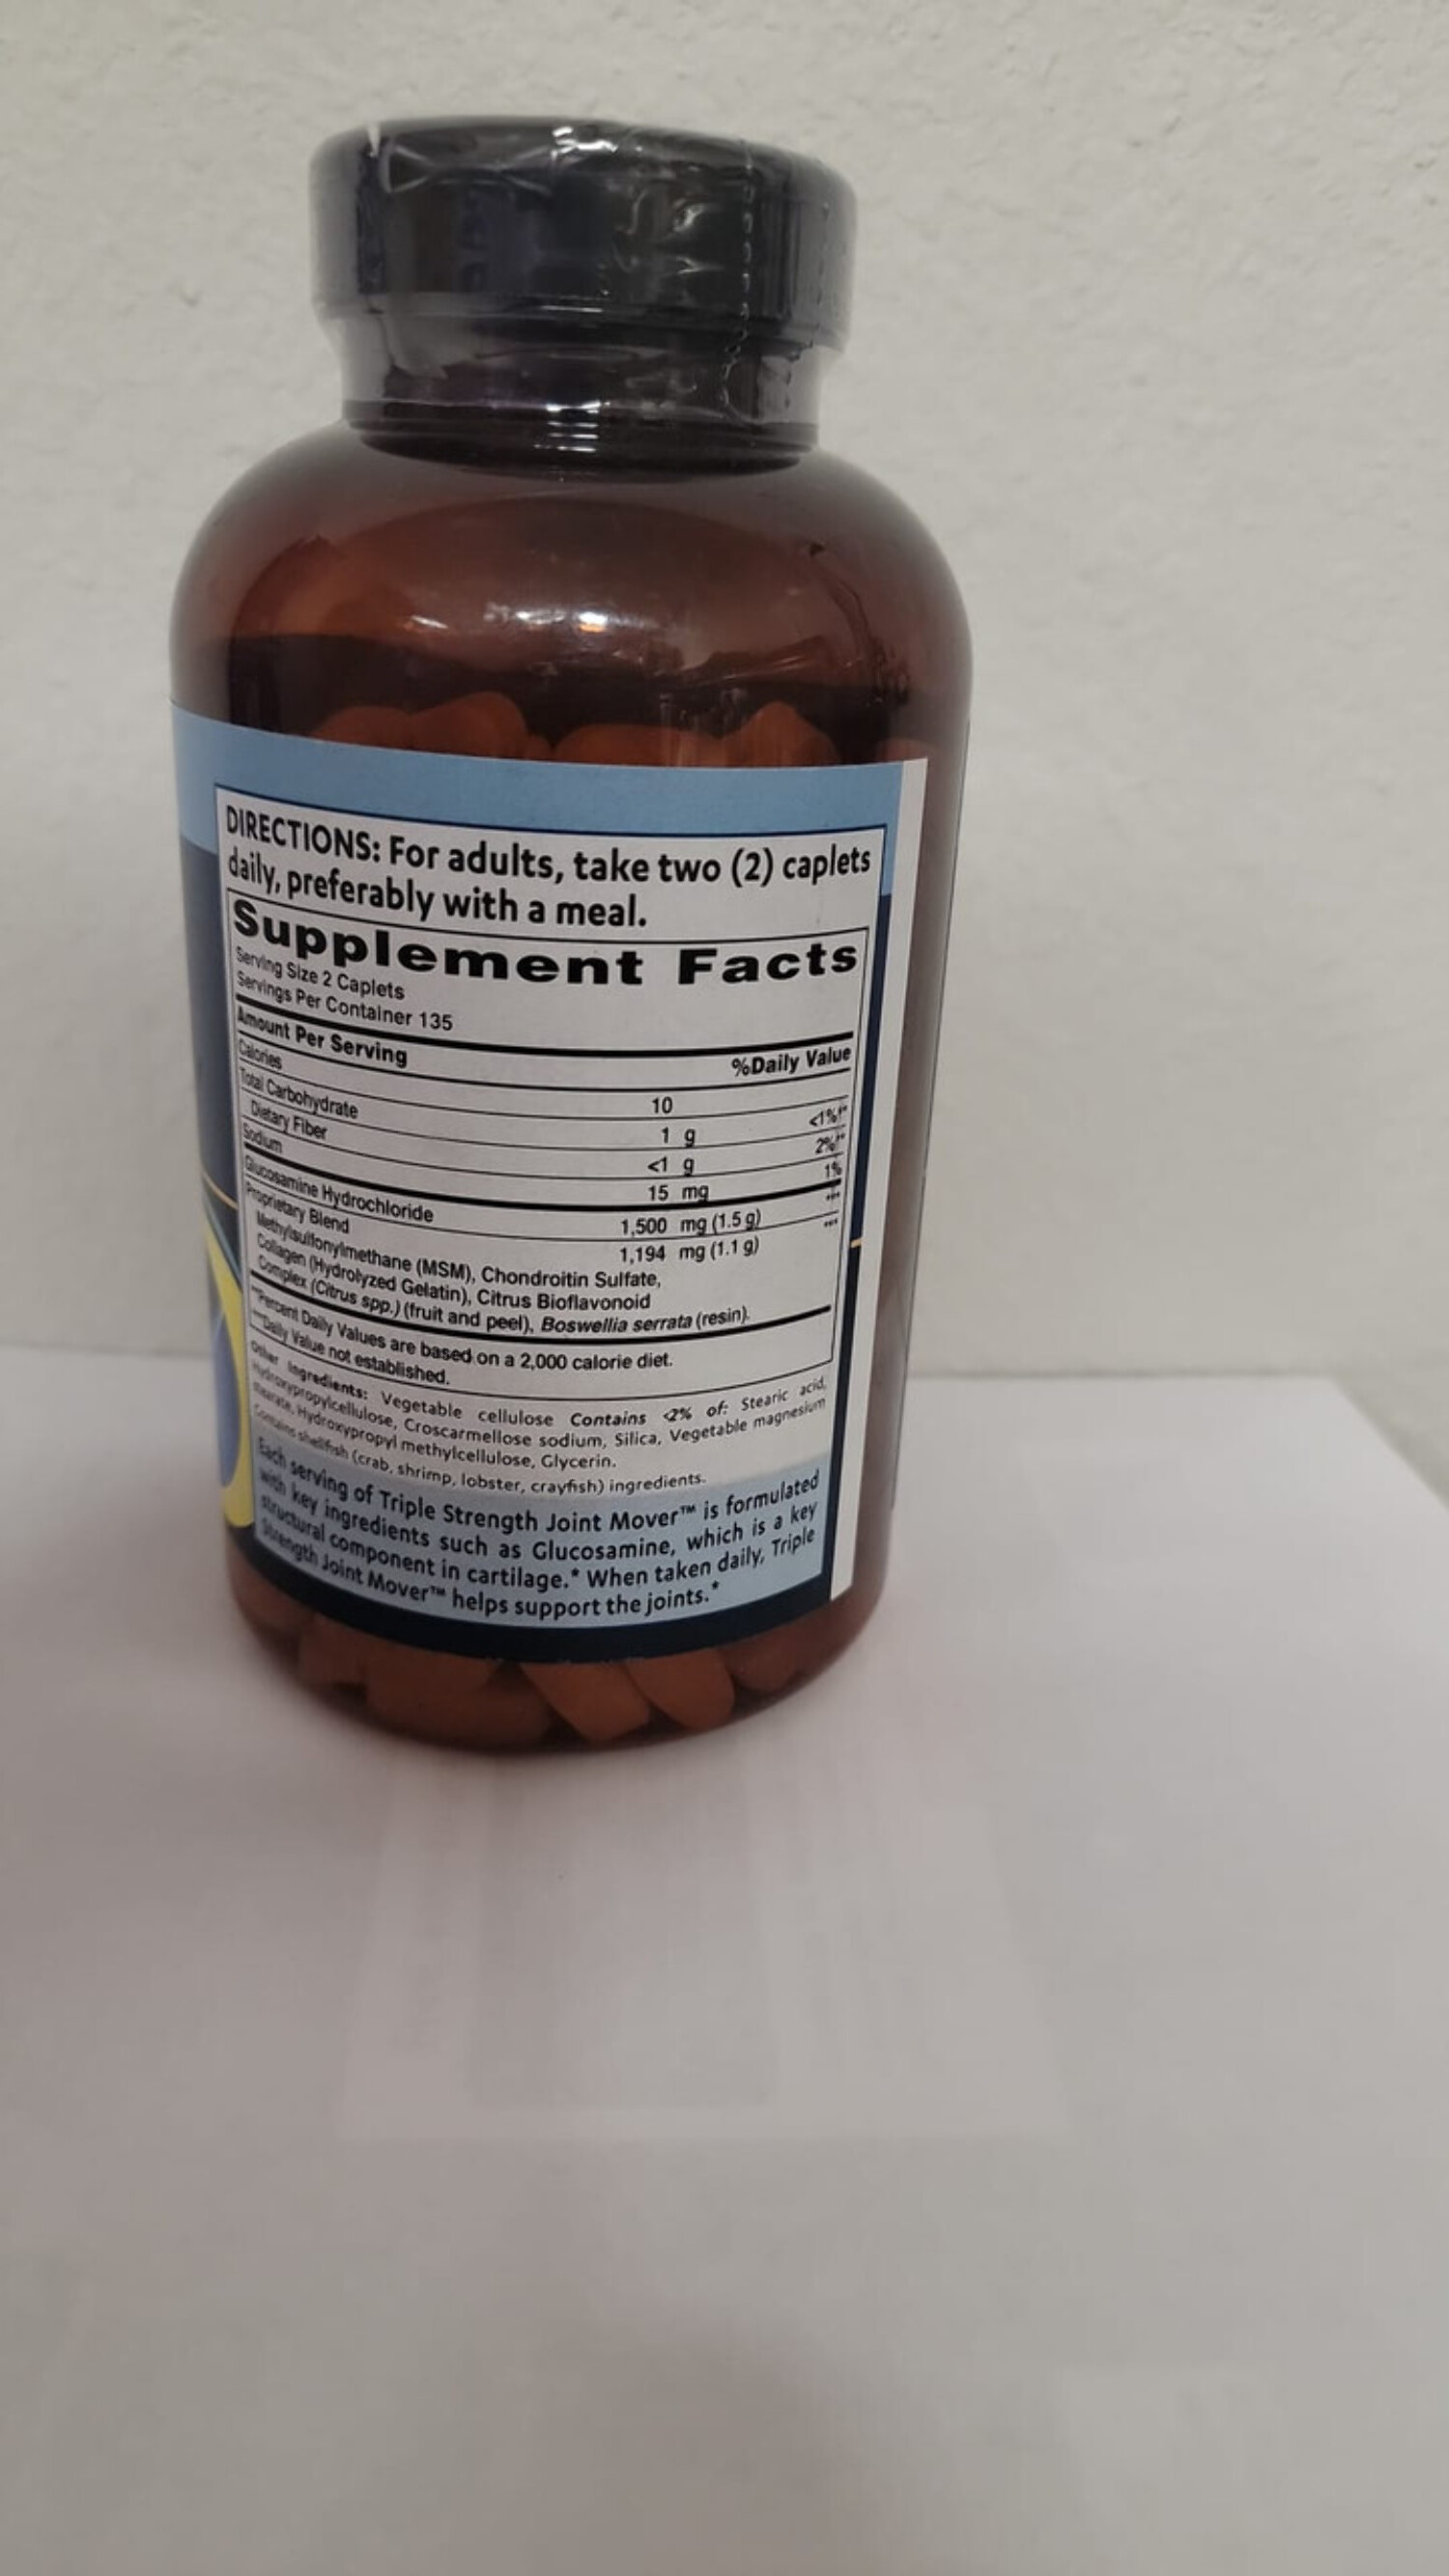 DIRECTIONS: For adults, take two (2) caplets
daily, preferably with a meal.
Supplement Facts
Serving Size 2 Caplets
Servings Per Container 135
Amount Per Serving %Daily Value
Calories 10
Total Carbohydrate 1 g <1%**
Dietary Fiber <1 g 2%**
Sodium 15 mg 1%
Glucosamine Hydrochloride 1,500 mg (1.5 g) ***
Proprietary Blend 1,194 mg (1.1 g) ***
Methylsulfonylmethane (MSM), Chondroitin Sulfate,
Collagen (Hydrolyzed Gelatin), Citrus Bioflavonoid
Complex (Citrus spp.) (fruit and peel), Boswellia serrata (resin).
**Percent Daily Values are based on a 2,000 calorie diet.
***Daily Value not established.
Other Ingredients: Vegetable cellulose Contains <2% of: Stearic acid,
Hydroxypropylcellulose, Croscarmellose sodium, Silica, Vegetable magnesium
stearate, Hydroxypropyl methylcellulose, Glycerin.
Contains shellfish (crab, shrimp, lobster, crayfish) ingredients.
Each serving of Triple Strength Joint Mover™ is formulated
with key ingredients such as Glucosamine, which is a key
structural component in cartilage.* When taken daily, Triple
Strength Joint Mover™ helps support the joints.*